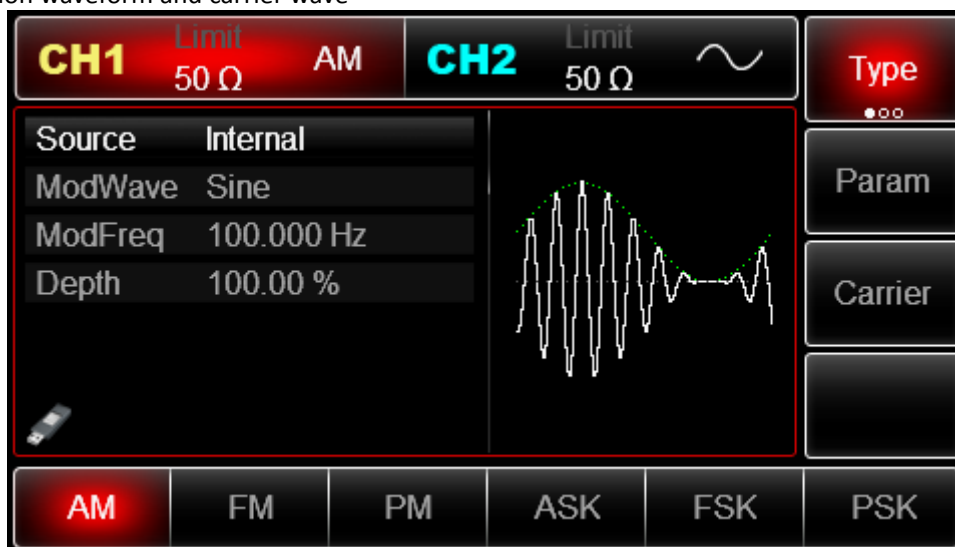 ion waveform and carrier wave
CH1 Limit 50 Ω AM CH2 Limit 50 Ω Type
Source Internal
ModWave Sine
ModFreq 100.000 Hz
Depth 100.00 %
Param
Carrier
AM FM PM ASK FSK PSK